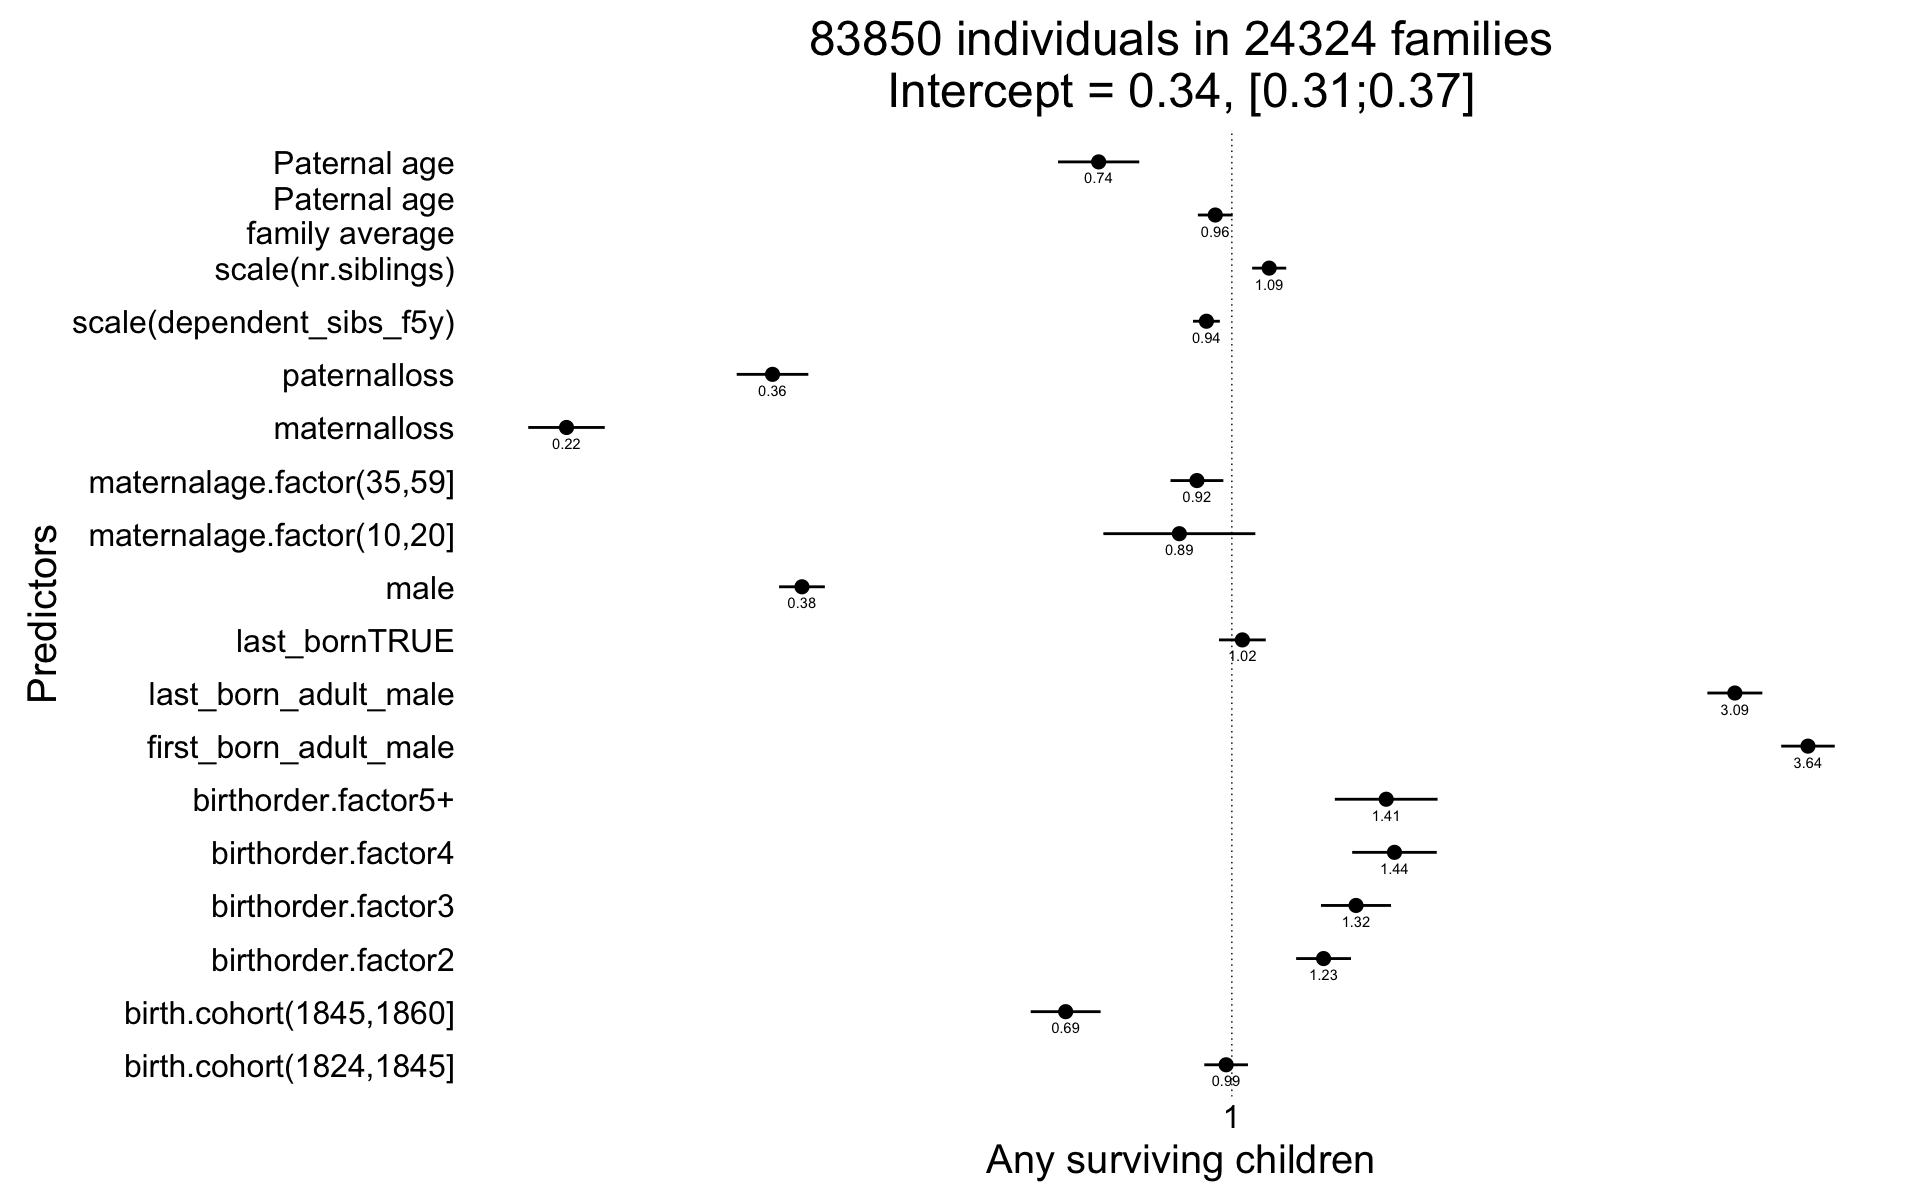 83850 individuals in 24324 families
Intercept = 0.34, [0.31;0.37]
Predictors
Paternal age
0.74
Paternal age
family average
0.96
scale(nr.siblings)
1.09
scale(dependent_sibs_f5y)
0.94
paternalloss
0.36
maternalloss
0.22
maternalage.factor(35,59]
0.92
maternalage.factor(10,20]
0.89
male
0.38
last_bornTRUE
1.02
last_born_adult_male
3.09
first_born_adult_male
3.64
birthorder.factor5+
1.41
birthorder.factor4
1.44
birthorder.factor3
1.32
birthorder.factor2
1.23
birth.cohort(1845,1860]
0.69
birth.cohort(1824,1845]
0.99
1
Any surviving children